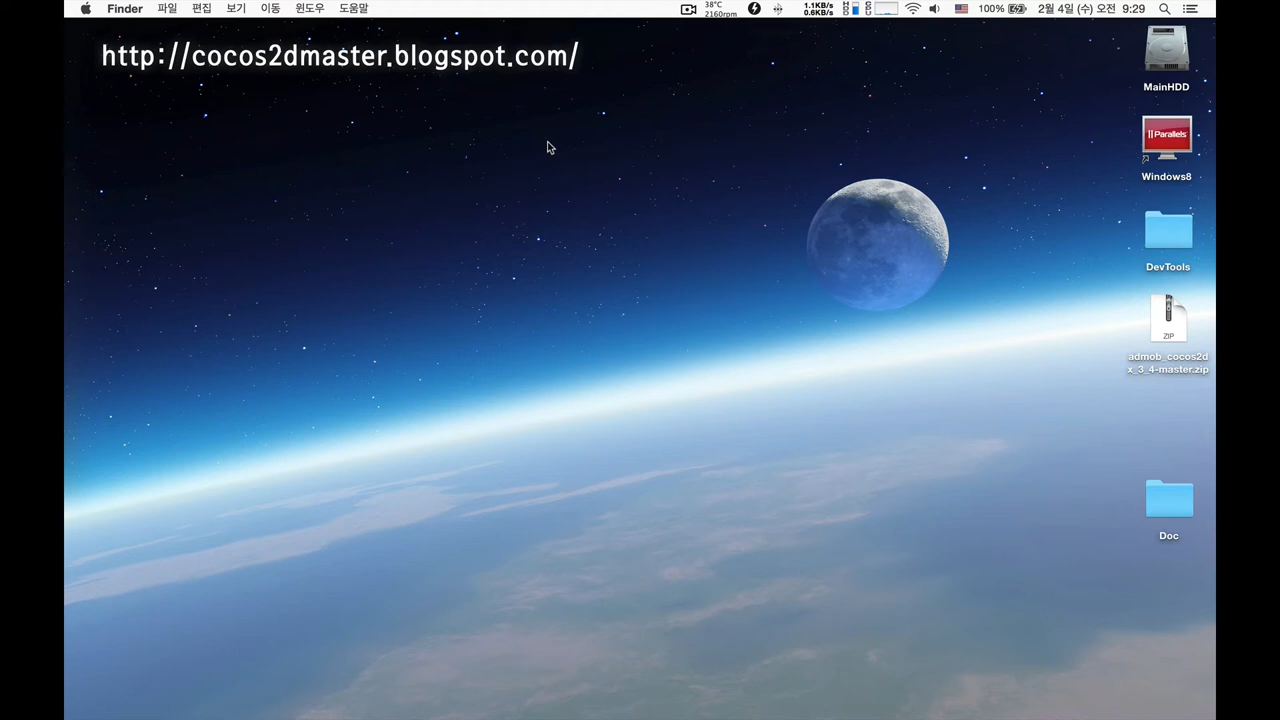 Finder 파일 편집 보기 이동 윈도우 도움말 38°C 2160rpm 1.1KB/s 0.6KB/s 100% 2월 4일 (수) 오전 9:29
http://cocos2dmaster.blogspot.com/
MainHDD
Parallels
Windows8
DevTools
ZIP
admob_cocos2d
x_3_4-master.zip
Doc